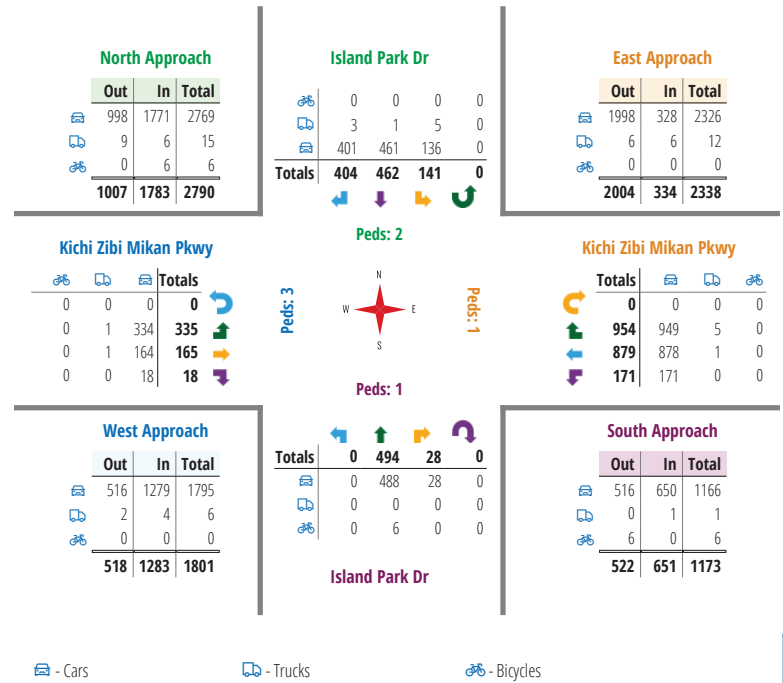 North Approach
Out In Total
998 1771 2769
9 6 15
0 6 6
1007 1783 2790
Island Park Dr
0 0 0 0
3 1 5 0
401 461 136 0
Totals 404 462 141 0
East Approach
Out In Total
1998 328 2326
6 6 12
0 0 0
2004 334 2338
Kichi Zibi Mikan Pkwy
Totals
0 0 0 0
0 1 334 335
0 1 164 165
0 0 18 18
Peds: 2
Peds: 3
N
W E
S
Peds: 1
Peds: 1
Kichi Zibi Mikan Pkwy
Totals
0 0 0 0
954 949 5 0
879 878 1 0
171 171 0 0
West Approach
Out In Total
516 1279 1795
2 4 6
0 0 0
518 1283 1801
Totals 0 494 28 0
0 488 28 0
0 0 0 0
0 6 0 0
Island Park Dr
South Approach
Out In Total
516 650 1166
0 1 1
6 0 6
522 651 1173
- Cars
- Trucks
- Bicycles